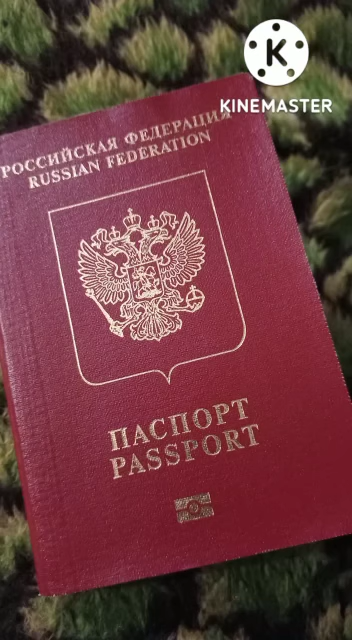 K
KINEMASTER
РОССИЙСКАЯ ФЕДЕРАЦИЯ
RUSSIAN FEDERATION
ПАСПОРТ
PASSPORT